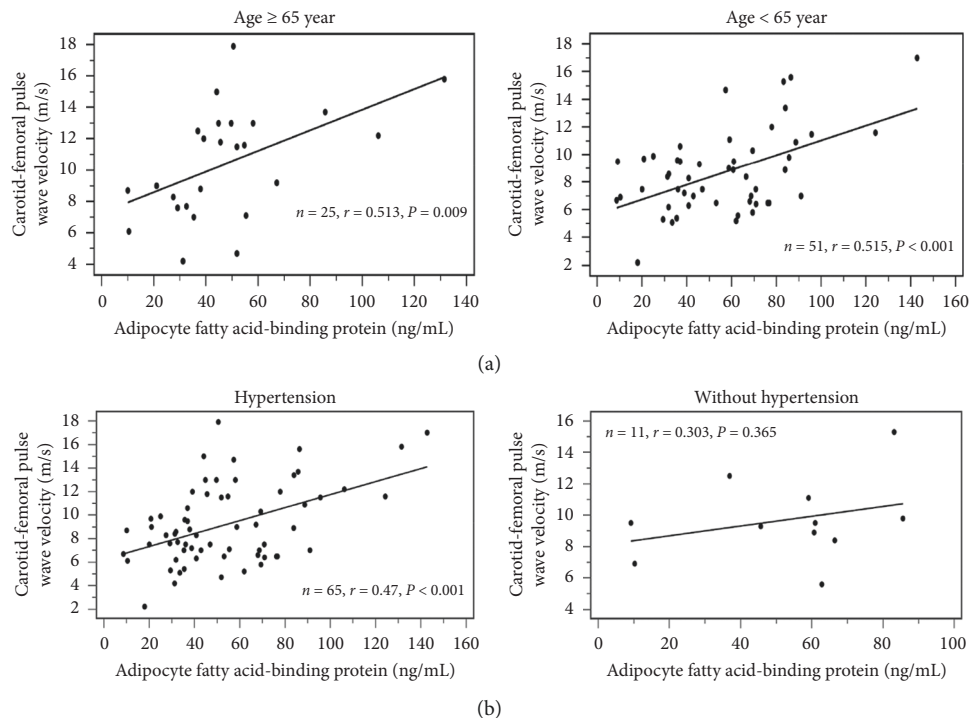 Age ≥ 65 year
Carotid-femoral pulse
wave velocity (m/s)
18
16
14
12
10
8
6
4
n = 25, r = 0.513, P = 0.009
0 20 40 60 80 100 120 140
Adipocyte fatty acid-binding protein (ng/mL)
Age < 65 year
Carotid-femoral pulse
wave velocity (m/s)
18
16
14
12
10
8
6
4
2
n = 51, r = 0.515, P < 0.001
0 20 40 60 80 100 120 140 160
Adipocyte fatty acid-binding protein (ng/mL)
(a)
Hypertension
Carotid-femoral pulse
wave velocity (m/s)
18
16
14
12
10
8
6
4
2
n = 65, r = 0.47, P < 0.001
0 20 40 60 80 100 120 140 160
Adipocyte fatty acid-binding protein (ng/mL)
Without hypertension
Carotid-femoral pulse
wave velocity (m/s)
16
14
12
10
8
6
4
n = 11, r = 0.303, P = 0.365
0 20 40 60 80 100
Adipocyte fatty acid-binding protein (ng/mL)
(b)